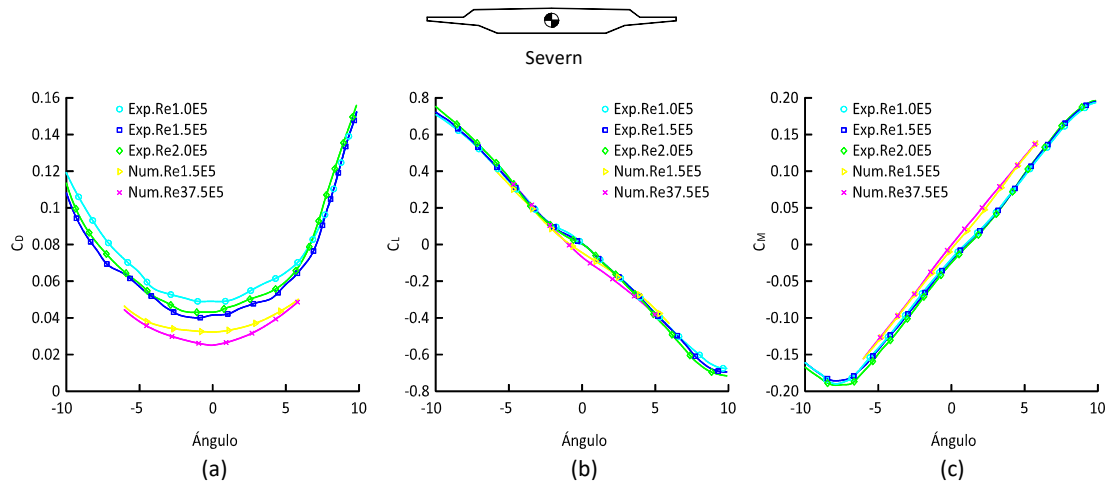 Severn
0.16
0.14
0.12
0.1
0.08
0.06
0.04
0.02
0
C_D
Exp.Re1.0E5
Exp.Re1.5E5
Exp.Re2.0E5
Num.Re1.5E5
Num.Re37.5E5
-10 -5 0 5 10
Ángulo
(a)
0.8
0.6
0.4
0.2
0
-0.2
-0.4
-0.6
-0.8
C_L
Exp.Re1.0E5
Exp.Re1.5E5
Exp.Re2.0E5
Num.Re1.5E5
Num.Re37.5E5
-10 -5 0 5 10
Ángulo
(b)
0.20
0.15
0.10
0.05
0
-0.05
-0.10
-0.15
-0.20
C_M
Exp.Re1.0E5
Exp.Re1.5E5
Exp.Re2.0E5
Num.Re1.5E5
Num.Re37.5E5
-10 -5 0 5 10
Ángulo
(c)